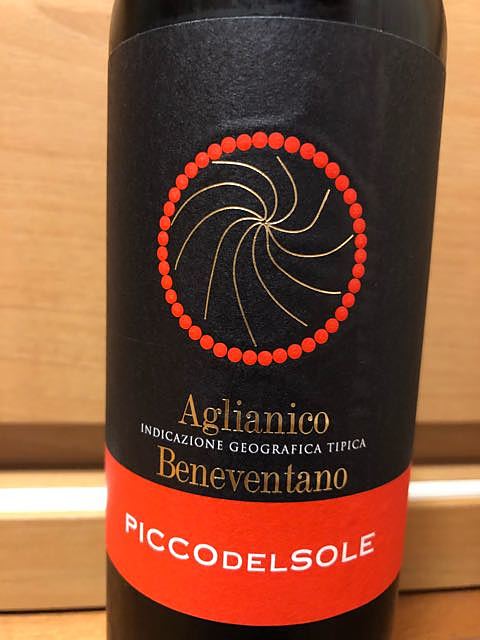 Aglianico
INDICAZIONE GEOGRAFICA TIPICA
Beneventano
PICCODELSOLE